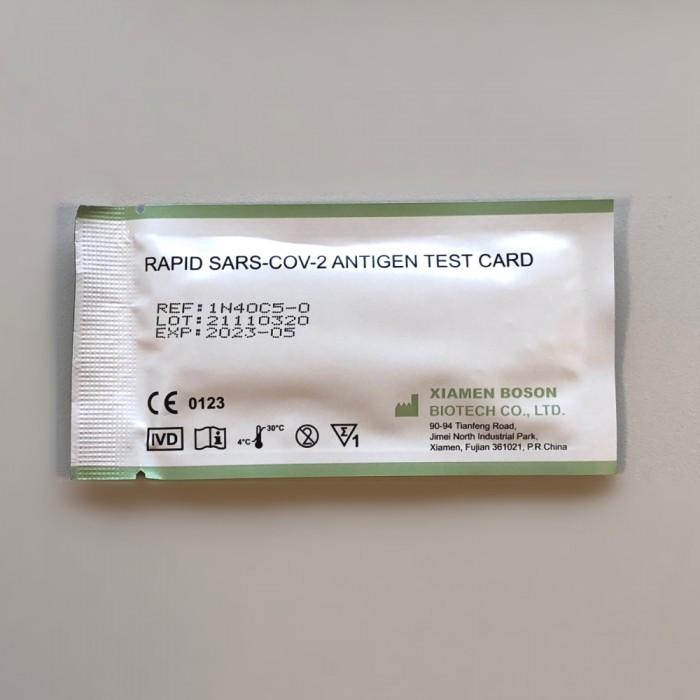 RAPID SARS-COV-2 ANTIGEN TEST CARD
REF:1N40C5-0
LOT:21110320
EXP:2023-05
CE 0123
XIAMEN BOSON
BIOTECH CO., LTD.
90-94 Tianfeng Road,
Jimei North Industrial Park,
Xiamen, Fujian 361021, P.R.China
IVD i 4°C 30°C 2 Σ 1